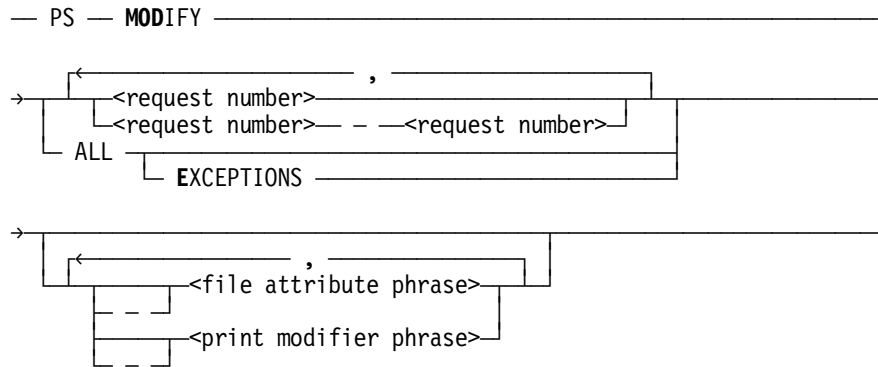 PS — MODIFY
,
<request number>
<request number> — - — <request number>
ALL
EXCEPTIONS
,
<file attribute phrase>
-
<print modifier phrase>
-